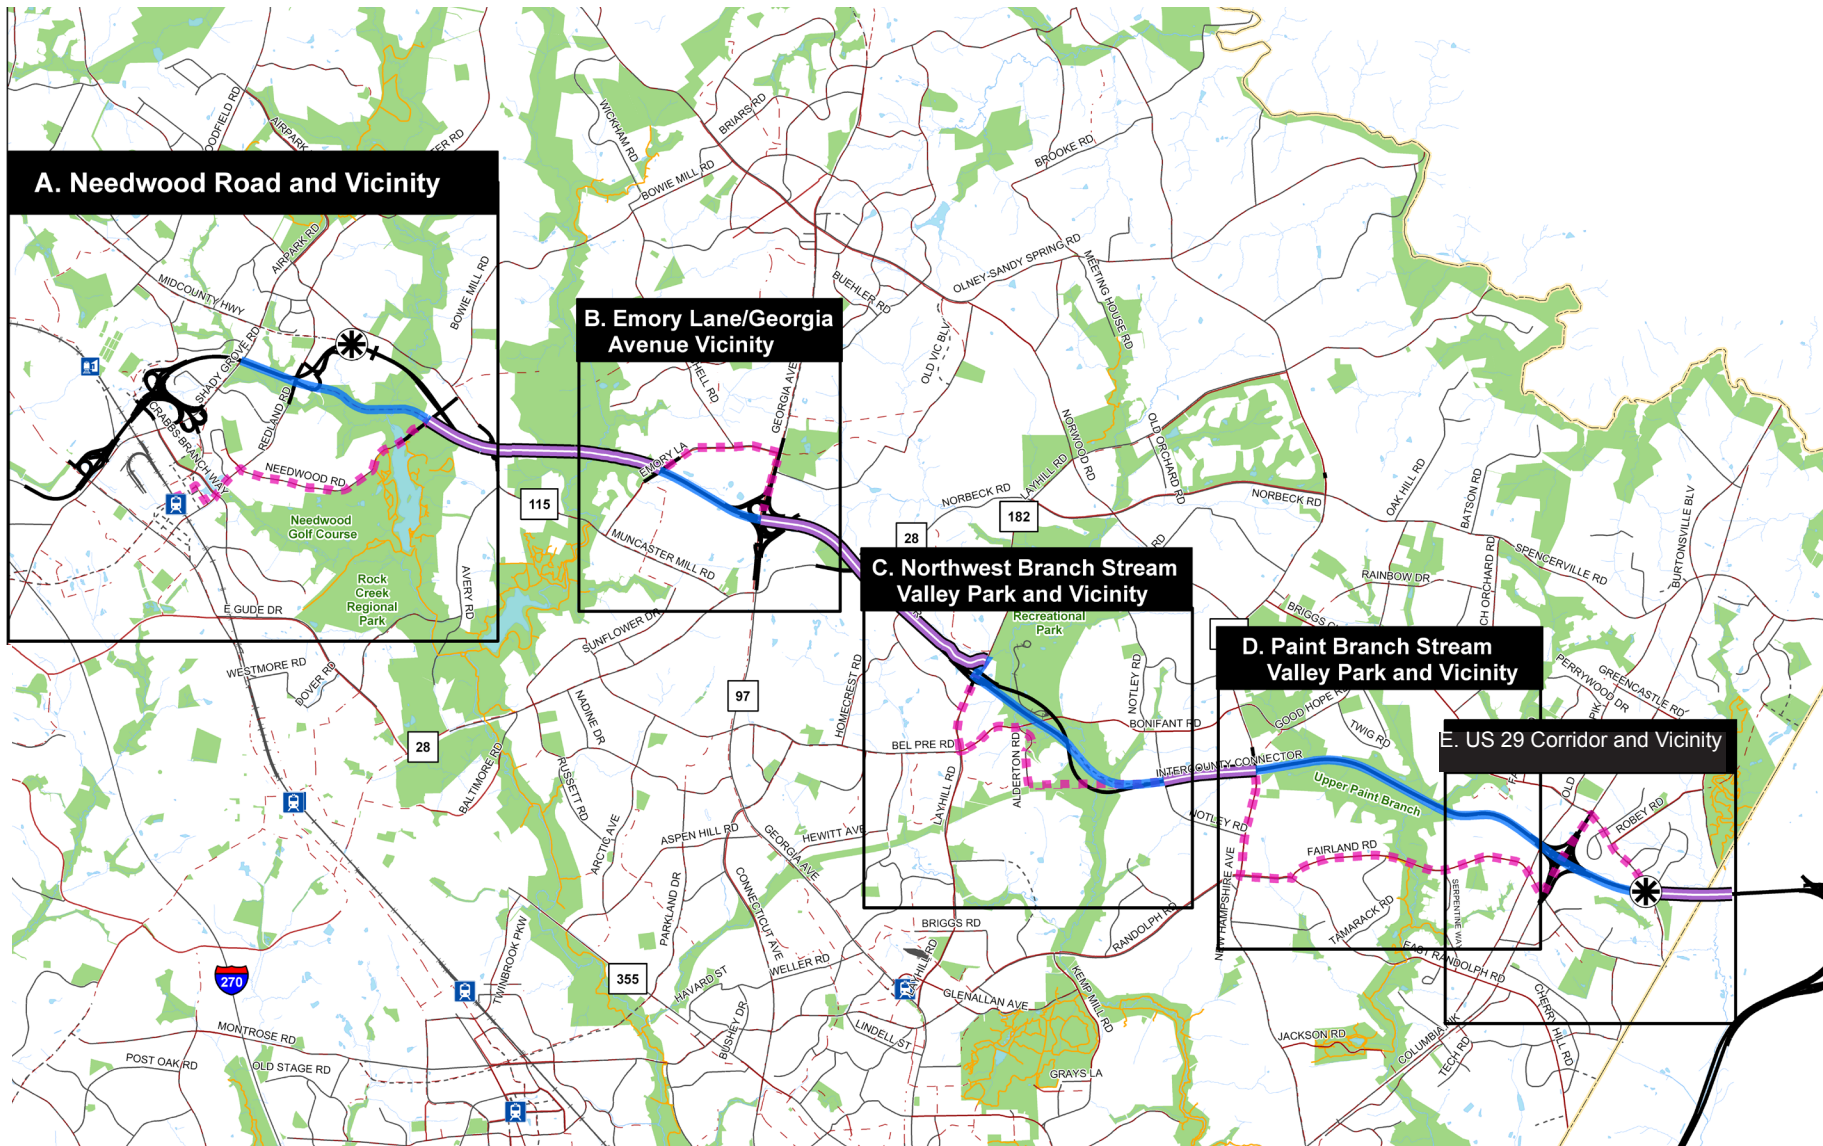 WICKHAM RD
BRIARS RD
AIRPARK
BROOKE RD
BOWIE MILL RD
A. Needwood Road and Vicinity
AIRPARK RD
MIDCOUNTY HWY
BOWIE MILL RD
OLNEY-SANDY SPRING RD
MEETING HOUSE RD
BUEHLER RD
OLD VIC BLV
B. Emory Lane/Georgia
Avenue Vicinity
SHADY GROVE RD
REDLAND RD
CRABBS BRANCH WAY
NEEDWOOD RD
GEORGIA AVE
EMORY LA
NORWOOD RD
OLD ORCHARD RD
LAYHILL RD
NORBECK RD
NORBECK RD
OAK HILL RD
BATSON RD
BURTONSVILLE BLV
SPENCERVILLE RD
115
182
28
Needwood
Golf Course
MUNCASTER MILL RD
Rock
Creek
Regional
Park
AVERY RD
E GUDE DR
SUNFLOWER DR
C. Northwest Branch Stream
Valley Park and Vicinity
Recreational
Park
RAINBOW DR
D. Paint Branch Stream
Valley Park and Vicinity
PERRYWOOD DR
GREENCASTLE RD
WESTMORE RD
DOVER RD
NADINE DR
97
HOMECREST RD
NOTLEY RD
BONIFANT RD
TWIG RD
E. US 29 Corridor and Vicinity
28
BALTIMORE RD
RUSSETT RD
BEL PRE RD
ALDERTON RD
LAYHILL RD
INTERCOUNTY CONNECTOR
Upper Paint Branch
OLD
ROBEY RD
NOTLEY RD
FAIRLAND RD
ARCTIC AVE
ASPEN HILL RD
HEWITT AVE
GEORGIA AVE
CONNECTICUT AVE
PARKLAND DR
NEW HAMPSHIRE AVE
SERPENTINE WAY
TAMARACK RD
EAST RANDOLPH RD
RANDOLPH RD
BRIGGS RD
TWINBROOK PKW
355
HAVARD ST
WELLER RD
GLENALLAN AVE
KEMP MILL RD
CHERRY HILL RD
270
MONTROSE RD
POST OAK RD
OLD STAGE RD
BUSHEY DR
LINDELL ST
GRAYS LA
JACKSON RD
COLUMBIA PIK
TECH RD